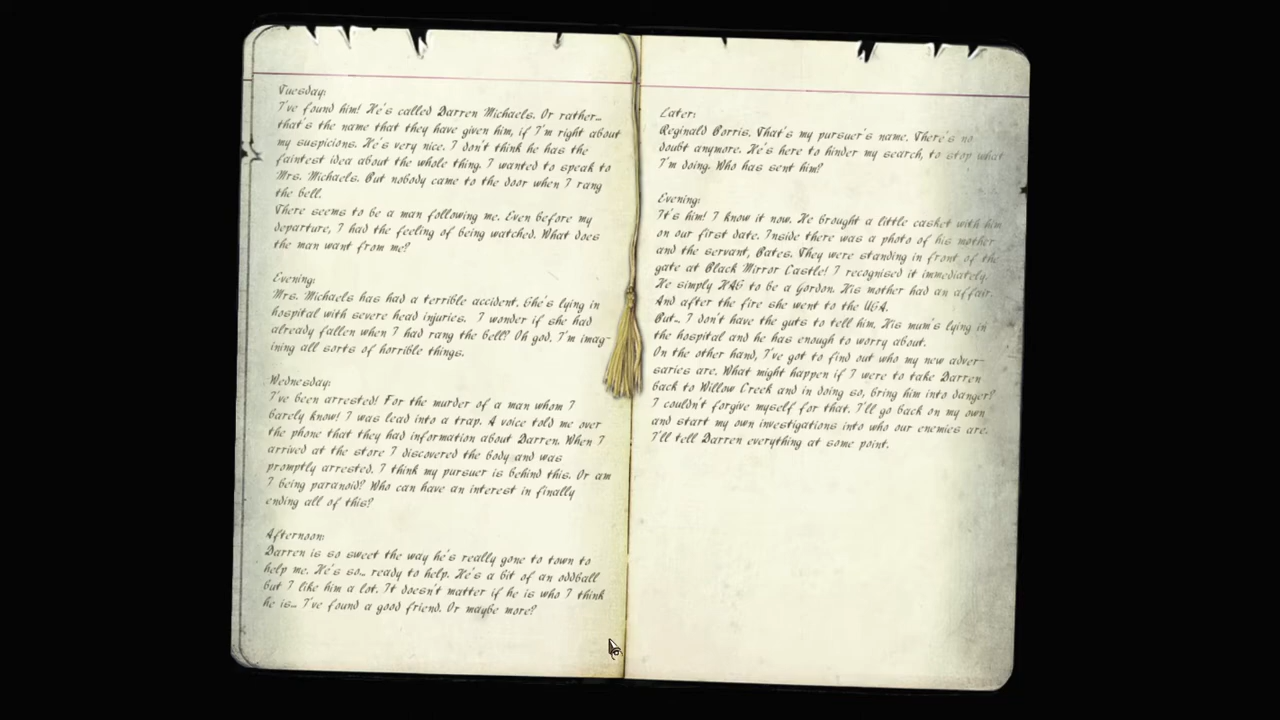 Tuesday:
I've found him! He's called Darren Michaels. Or rather...
that's the name that they have given him, if I'm right about
my suspicions. He's very nice. I don't think he has the
faintest idea about the whole thing. I wanted to speak to
Mrs. Michaels. But nobody came to the door when I rang
the bell.
There seems to be a man following me. Even before my
departure, I had the feeling of being watched. What does
the man want from me?
Evening:
Mrs. Michaels has had a terrible accident. She's lying in
hospital with severe head injuries. I wonder if she had
already fallen when I had rang the bell? Oh god, I'm imag-
ining all sorts of horrible things.
Wednesday:
I've been arrested! For the murder of a man whom I
barely know! I was lead into a trap. A voice told me over
the phone that they had information about Darren. When I
arrived at the store I discovered the body and was
promptly arrested. I think my pursuer is behind this. Or am
I being paranoid? Who can have an interest in finally
ending all of this?
Afternoon:
Darren is so sweet the way he's really gone to town to
help me. He's so... ready to help. He's a bit of an oddball
but I like him a lot. It doesn't matter if he is who I think
he is... I've found a good friend. Or maybe more?
Later:
Reginald Borris. That's my pursuer's name. There's no
doubt anymore. He's here to hinder my search, to stop what
I'm doing. Who has sent him?
Evening:
It's him! I know it now. He brought a little casket with him
on our first date. Inside there was a photo of his mother
and the servant, Bates. They were standing in front of the
gate at Black Mirror Castle! I recognised it immediately.
He simply HAS to be a Gordon. His mother had an affair.
And after the fire she went to the USA.
But... I don't have the guts to tell him. His mum's lying in
the hospital and he has enough to worry about.
On the other hand, I've got to find out who my new adver-
saries are. What might happen if I were to take Darren
back to Willow Creek and in doing so, bring him into danger?
I couldn't forgive myself for that. I'll go back on my own
and start my own investigations into who our enemies are.
I'll tell Darren everything at some point.